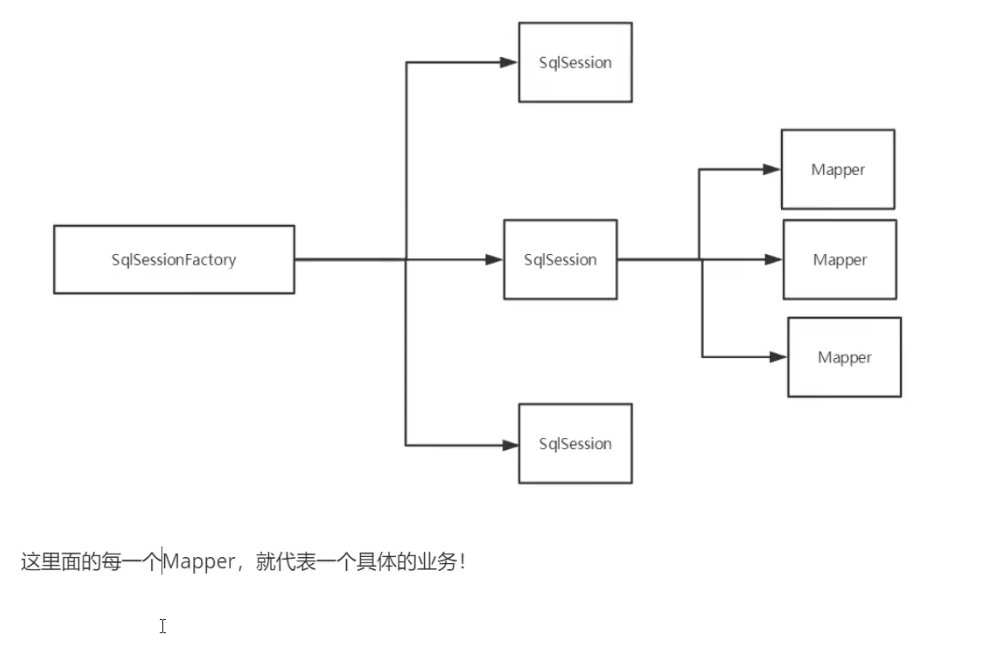 SqlSession
Mapper
SqlSessionFactory
SqlSession
Mapper
Mapper
SqlSession
这里面的每一个Mapper，就代表一个具体的业务！